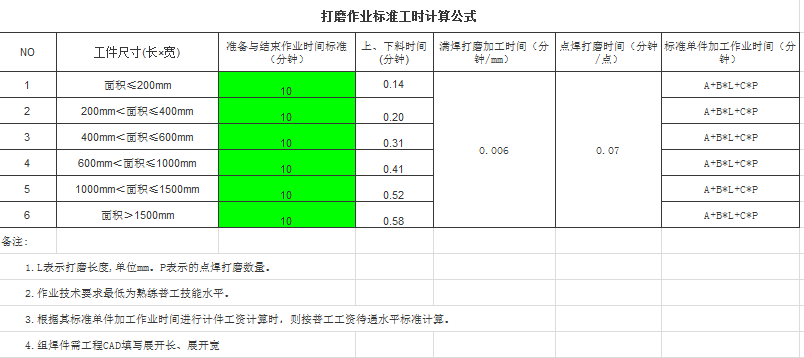 打磨作业标准工时计算公式
NO 工件尺寸(长×宽) 准备与结束作业时间标准（分钟） 上、下料时间(分钟) 满焊打磨加工时间（分钟/mm） 点焊打磨时间（分钟/点） 标准单件加工作业时间（分钟）
1 面积≤200mm 10 0.14 0.006 0.07 A+B*L+C*P
2 200mm＜面积≤400mm 10 0.20 A+B*L+C*P
3 400mm＜面积≤600mm 10 0.31 A+B*L+C*P
4 600mm＜面积≤1000mm 10 0.41 A+B*L+C*P
5 1000mm＜面积≤1500mm 10 0.52 A+B*L+C*P
6 面积＞1500mm 10 0.58 A+B*L+C*P
备注:
1.L表示打磨长度,单位mm。P表示的点焊打磨数量。
2.作业技术要求最低为熟练普工技能水平。
3.根据其标准单件加工作业时间进行计件工资计算时，则按普工工资待遇水平标准计算。
4.组焊件需工程CAD填写展开长、展开宽